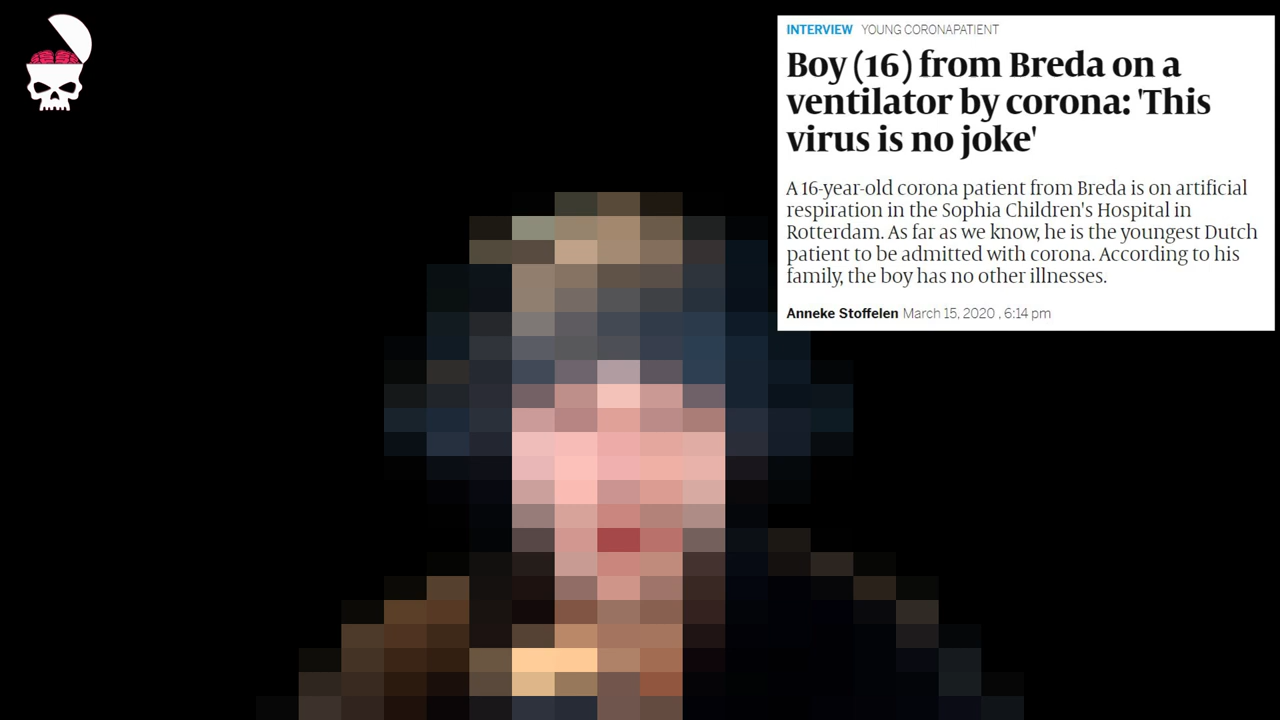 INTERVIEW YOUNG CORONAPATIENT
Boy (16) from Breda on a
ventilator by corona: 'This
virus is no joke'
A 16-year-old corona patient from Breda is on artificial
respiration in the Sophia Children's Hospital in
Rotterdam. As far as we know, he is the youngest Dutch
patient to be admitted with corona. According to his
family, the boy has no other illnesses.
Anneke Stoffelen March 15, 2020 , 6:14 pm